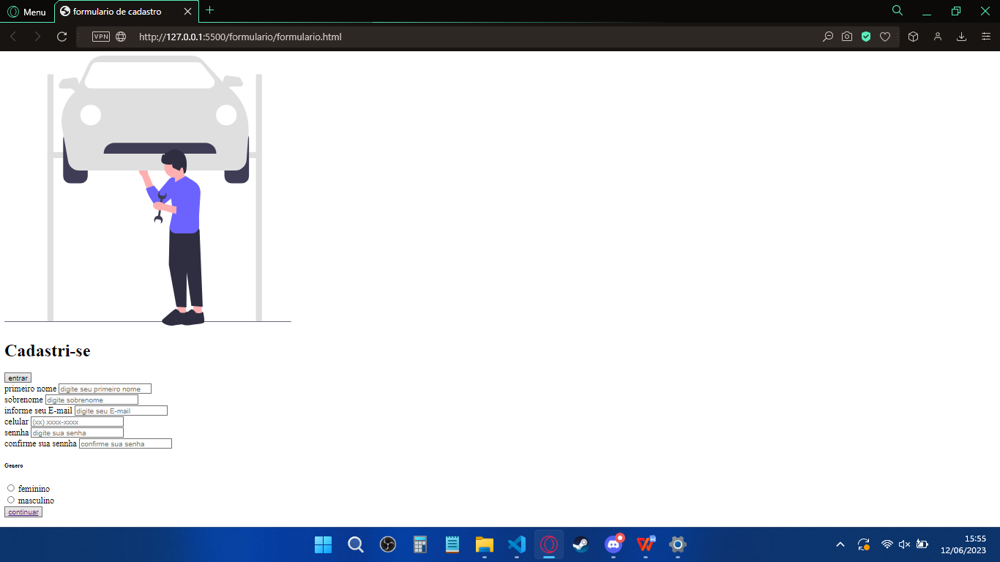 Menu
formulario de cadastro
VPN
http://127.0.0.1:5500/formulario/formulario.html
Cadastri-se
entrar
primeiro nome digite seu primeiro nome
sobrenome digite sobrenome
informe seu E-mail digite seu E-mail
celular (xx) xxxx-xxxx
sennha digite sua senha
confirme sua sennha confirme sua senha
Genero
feminino
masculino
continuar
15:55
12/06/2023